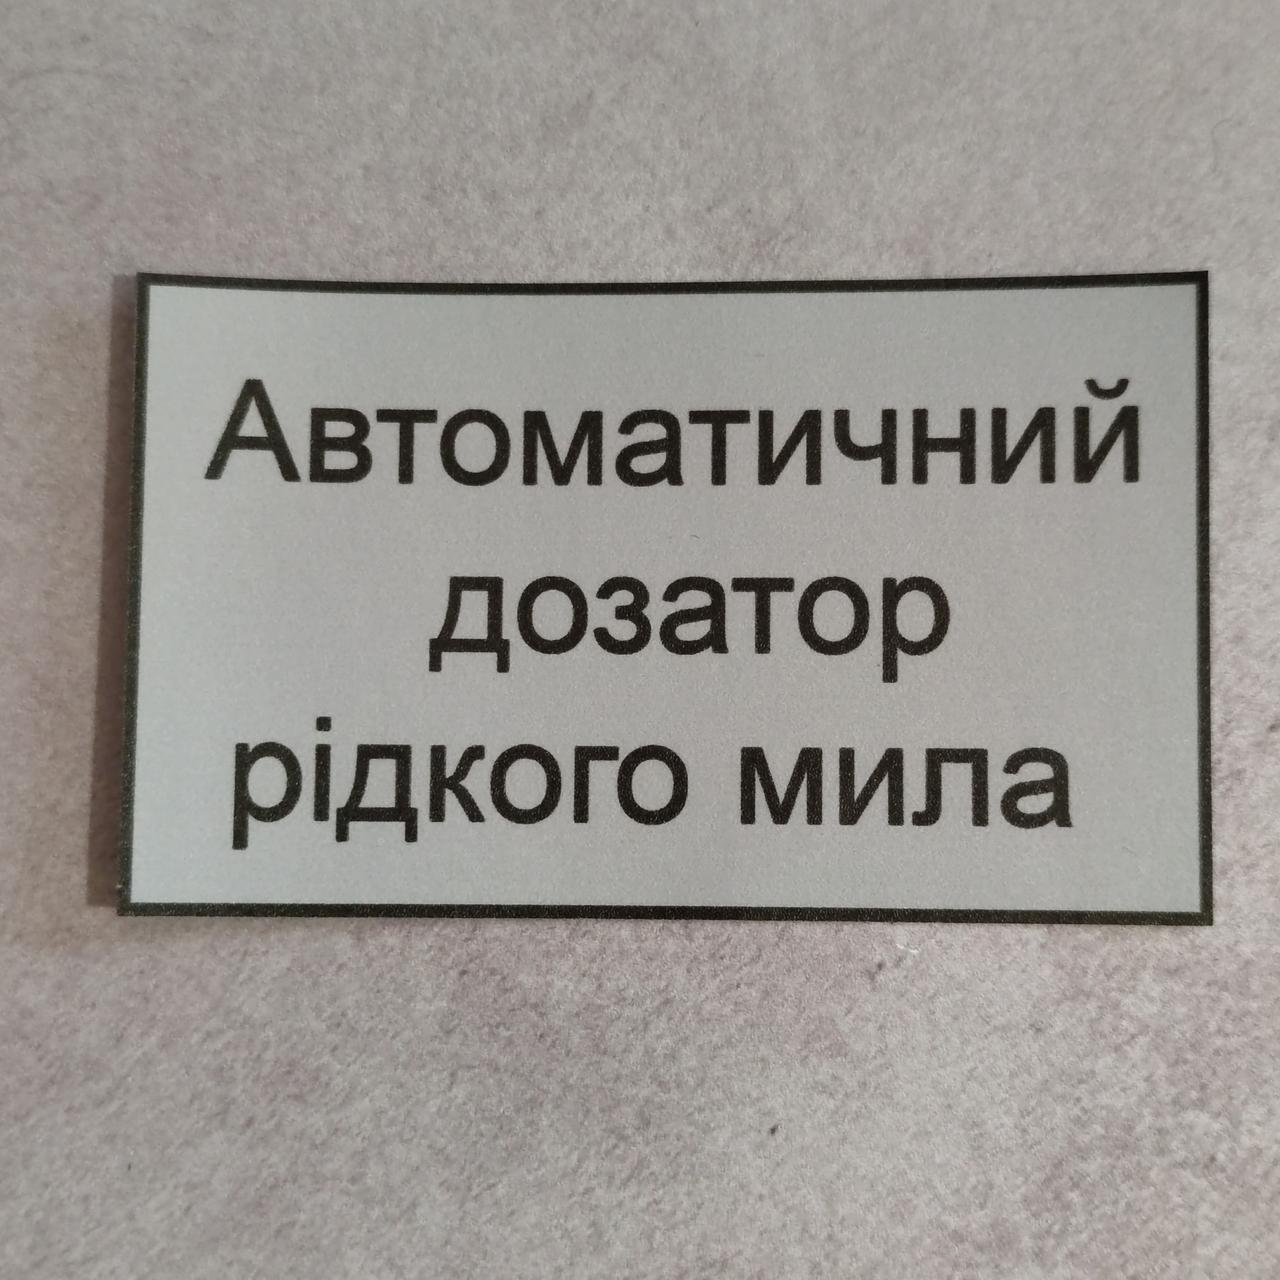 Автоматичний
дозатор
рідкого мила